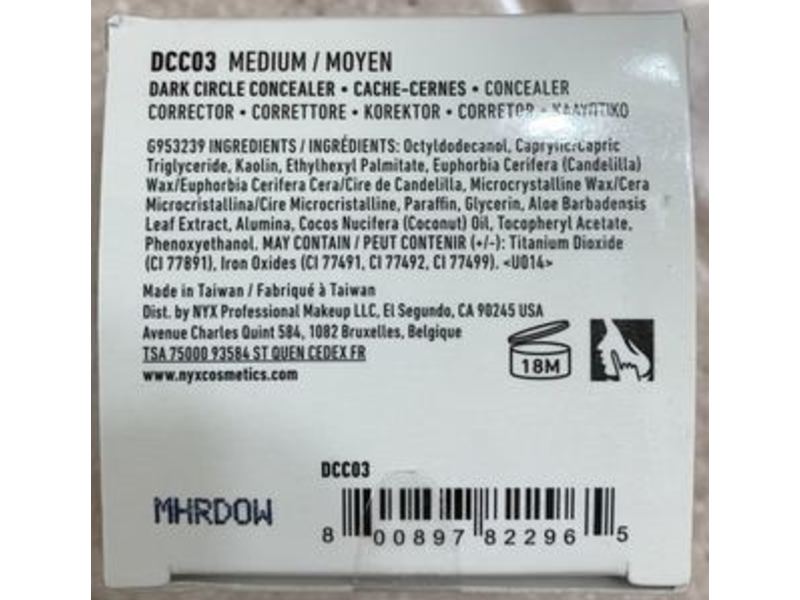 DCC03 MEDIUM / MOYEN
DARK CIRCLE CONCEALER • CACHE-CERNES • CONCEALER
CORRECTOR • CORRETTORE • KOREKTOR • CORRETOR • ΚΑΛΥΠΤΙΚΟ
G953239 INGREDIENTS / INGRÉDIENTS: Octyldodecanol, Caprylic/Capric
Triglyceride, Kaolin, Ethylhexyl Palmitate, Euphorbia Cerifera (Candelilla)
Wax/Euphorbia Cerifera Cera/Cire de Candelilla, Microcrystalline Wax/Cera
Microcristallina/Cire Microcristalline, Paraffin, Glycerin, Aloe Barbadensis
Leaf Extract, Alumina, Cocos Nucifera (Coconut) Oil, Tocopheryl Acetate,
Phenoxyethanol. MAY CONTAIN / PEUT CONTENIR (+/-): Titanium Dioxide
(CI 77891), Iron Oxides (CI 77491, CI 77492, CI 77499). <U014>
Made in Taiwan / Fabriqué à Taiwan
Dist. by NYX Professional Makeup LLC, El Segundo, CA 90245 USA
Avenue Charles Quint 584, 1082 Bruxelles, Belgique
TSA 75000 93584 ST QUEN CEDEX FR
www.nyxcosmetics.com
18M
DCC03
MHRDOW
8 00897 82296 5